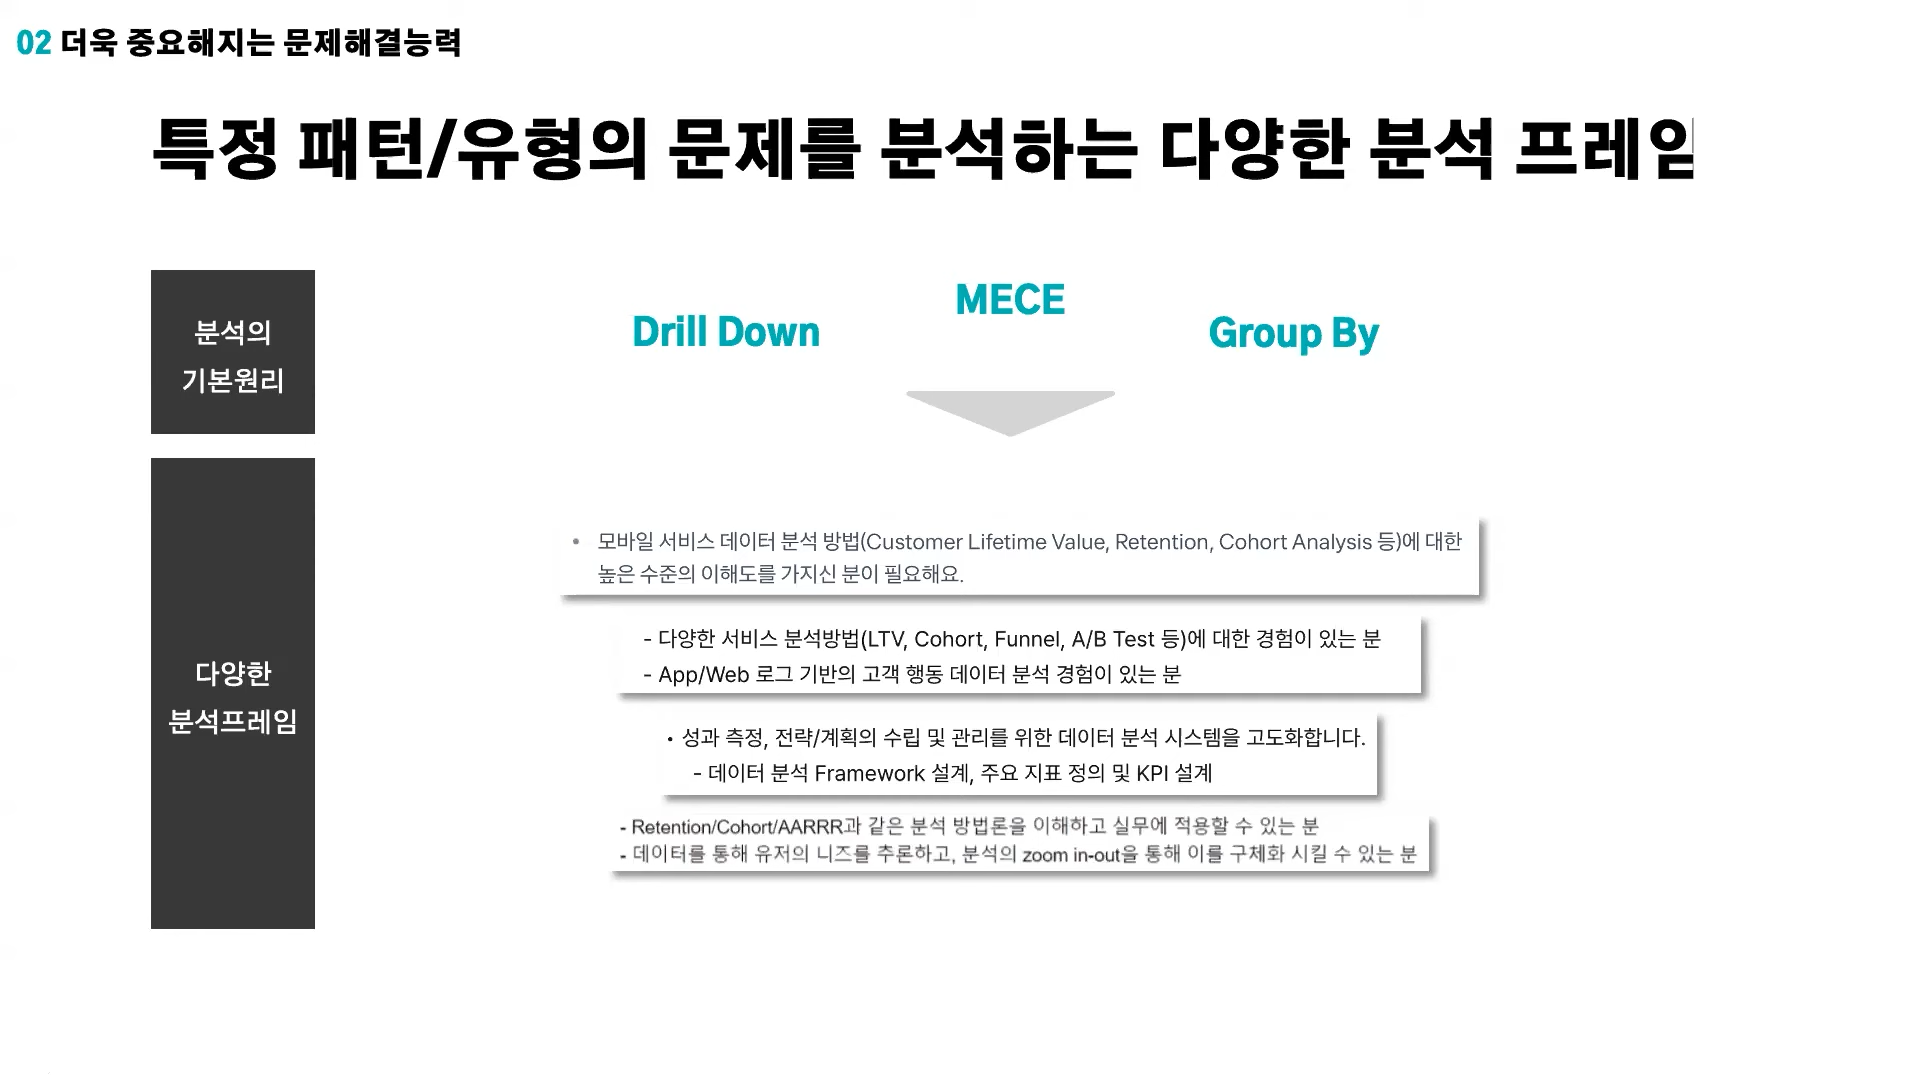 02 더욱 중요해지는 문제해결능력
특정 패턴/유형의 문제를 분석하는 다양한 분석 프레임
분석의
기본원리
Drill Down
MECE
Group By
다양한
분석프레임
• 모바일 서비스 데이터 분석 방법(Customer Lifetime Value, Retention, Cohort Analysis 등)에 대한
높은 수준의 이해도를 가지신 분이 필요해요.
- 다양한 서비스 분석방법(LTV, Cohort, Funnel, A/B Test 등)에 대한 경험이 있는 분
- App/Web 로그 기반의 고객 행동 데이터 분석 경험이 있는 분
• 성과 측정, 전략/계획의 수립 및 관리를 위한 데이터 분석 시스템을 고도화합니다.
- 데이터 분석 Framework 설계, 주요 지표 정의 및 KPI 설계
- Retention/Cohort/AARRR과 같은 분석 방법론을 이해하고 실무에 적용할 수 있는 분
- 데이터를 통해 유저의 니즈를 추론하고, 분석의 zoom in-out을 통해 이를 구체화 시킬 수 있는 분